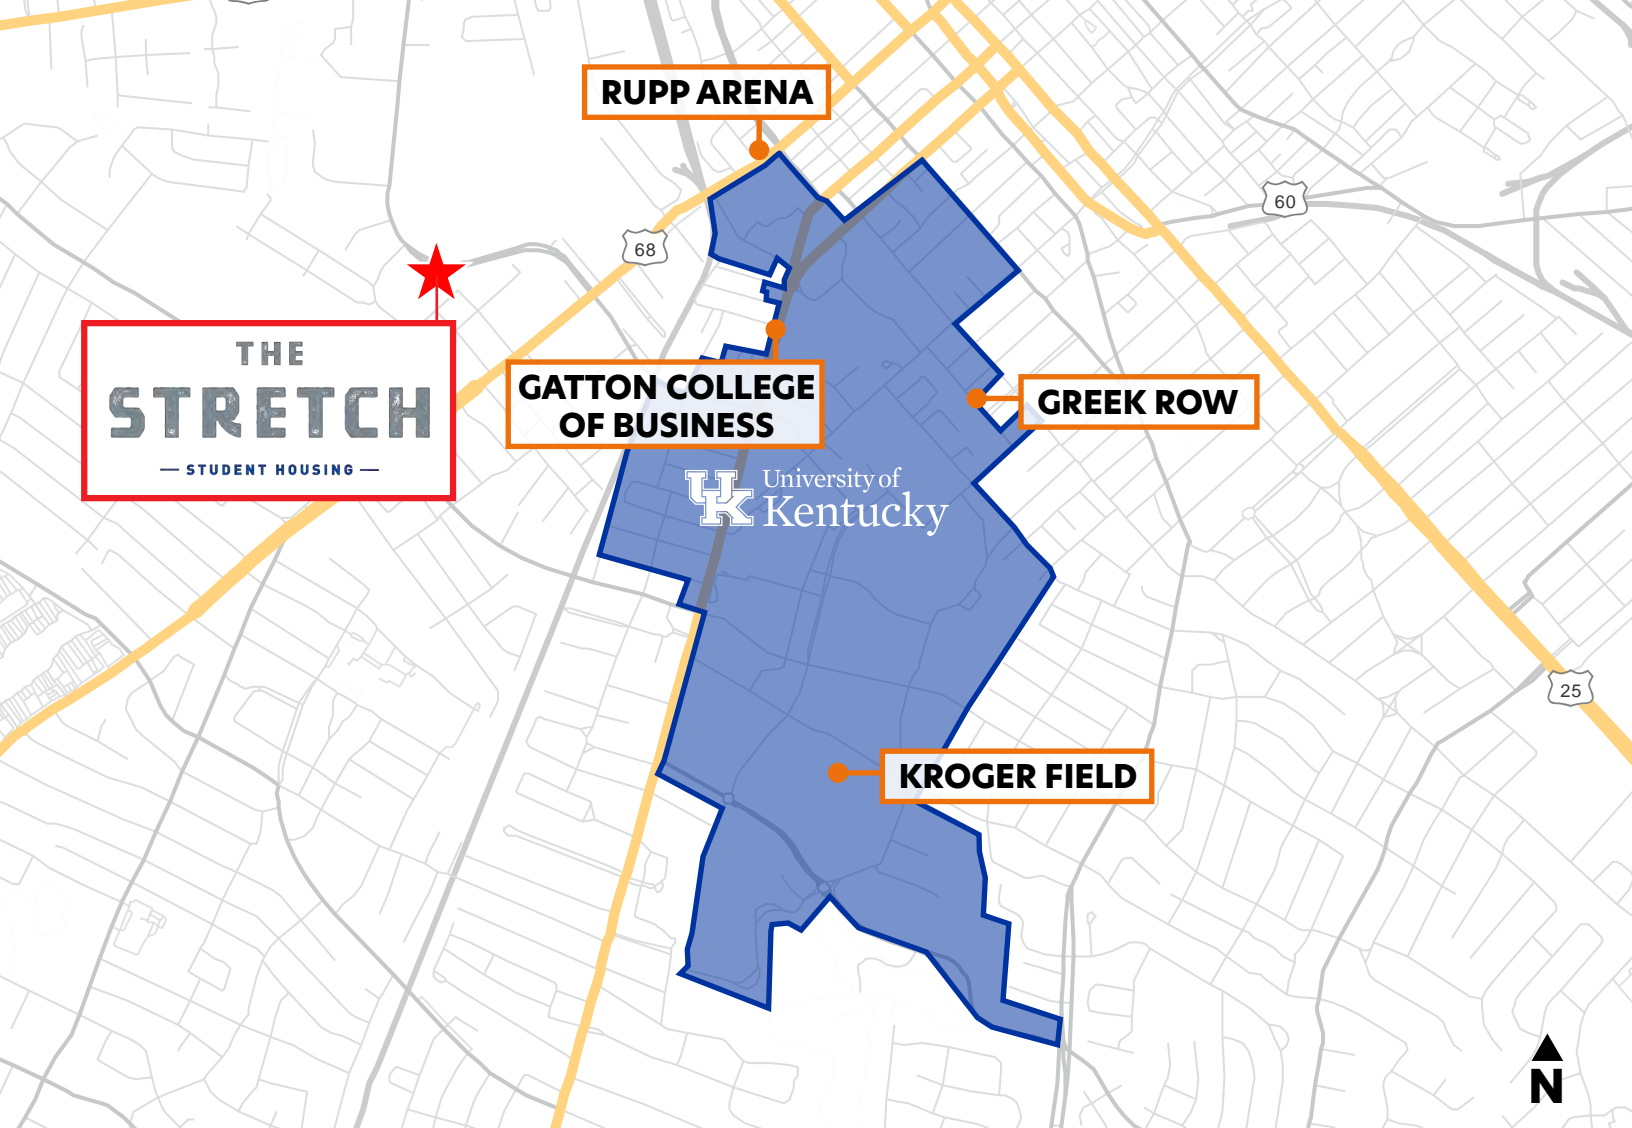 RUPP ARENA
60
68
THE
STRETCH
STUDENT HOUSING
GATTON COLLEGE
OF BUSINESS
GREEK ROW
UK
University of
Kentucky
25
KROGER FIELD
N